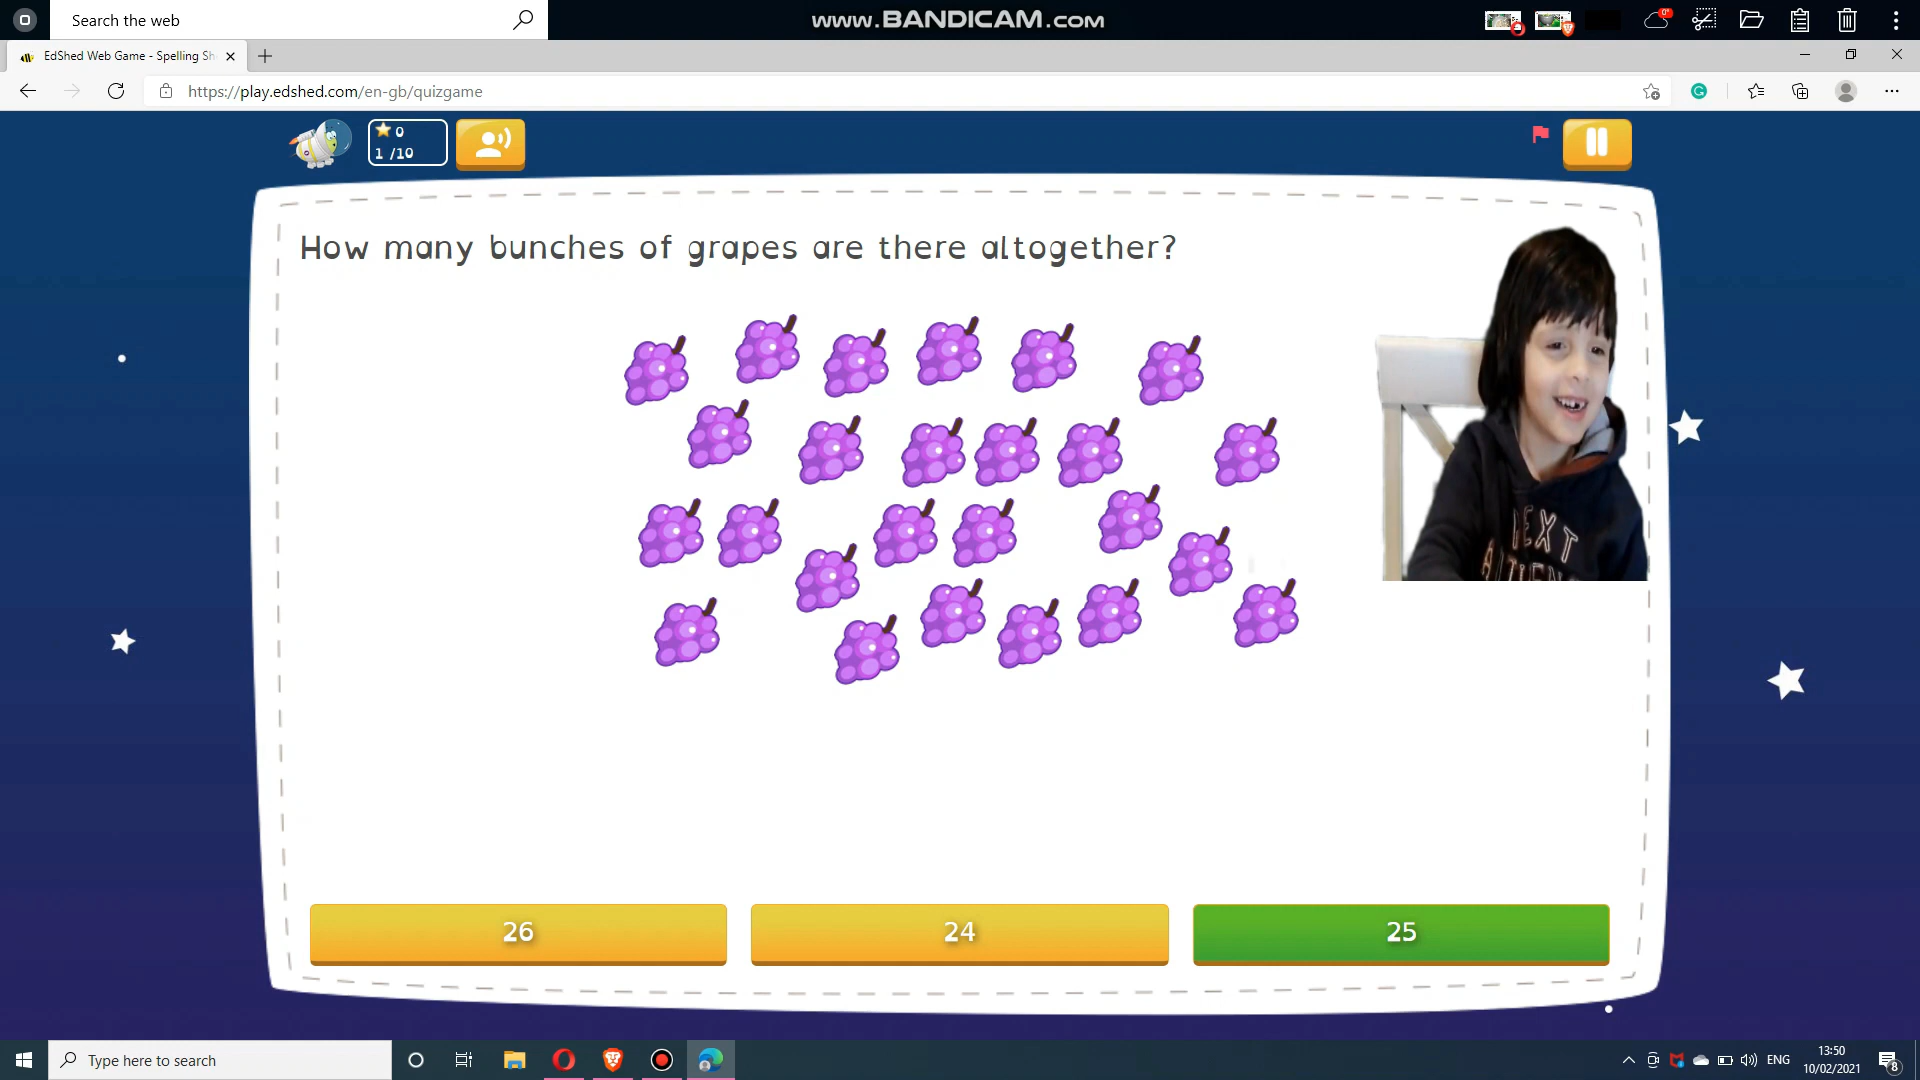 Search the web
www.BANDICAM.com
EdShed Web Game - Spelling Sh
https://play.edshed.com/en-gb/quizgame
0
1 /10
How many bunches of grapes are there altogether?
NEXT
26
24
25
Type here to search
ENG
13:50
10/02/2021
8